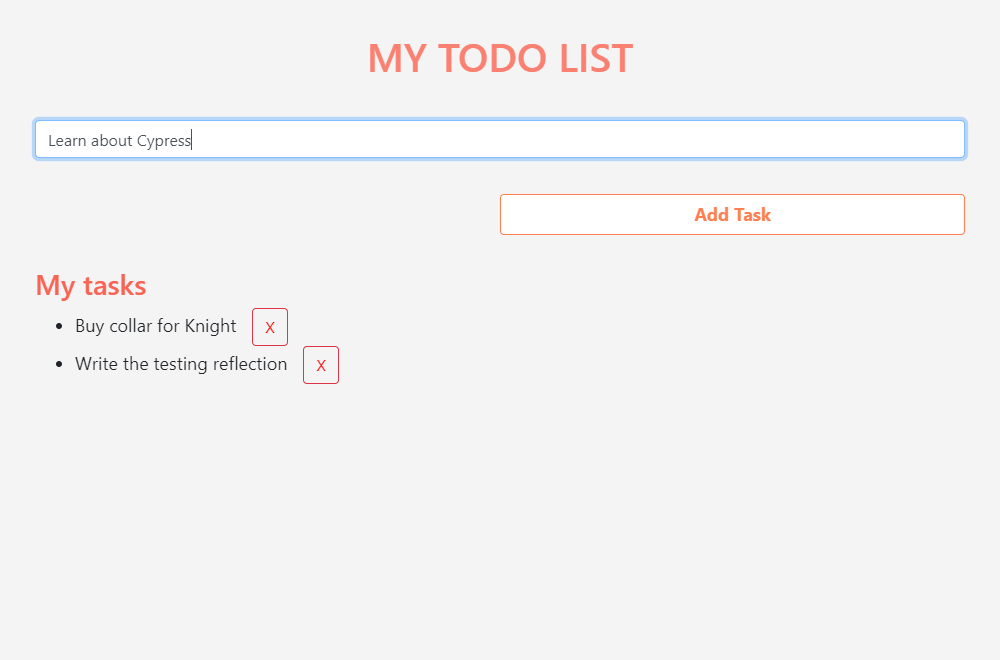 MY TODO LIST
Learn about Cypress
Add Task
My tasks
Buy collar for Knight X
Write the testing reflection X